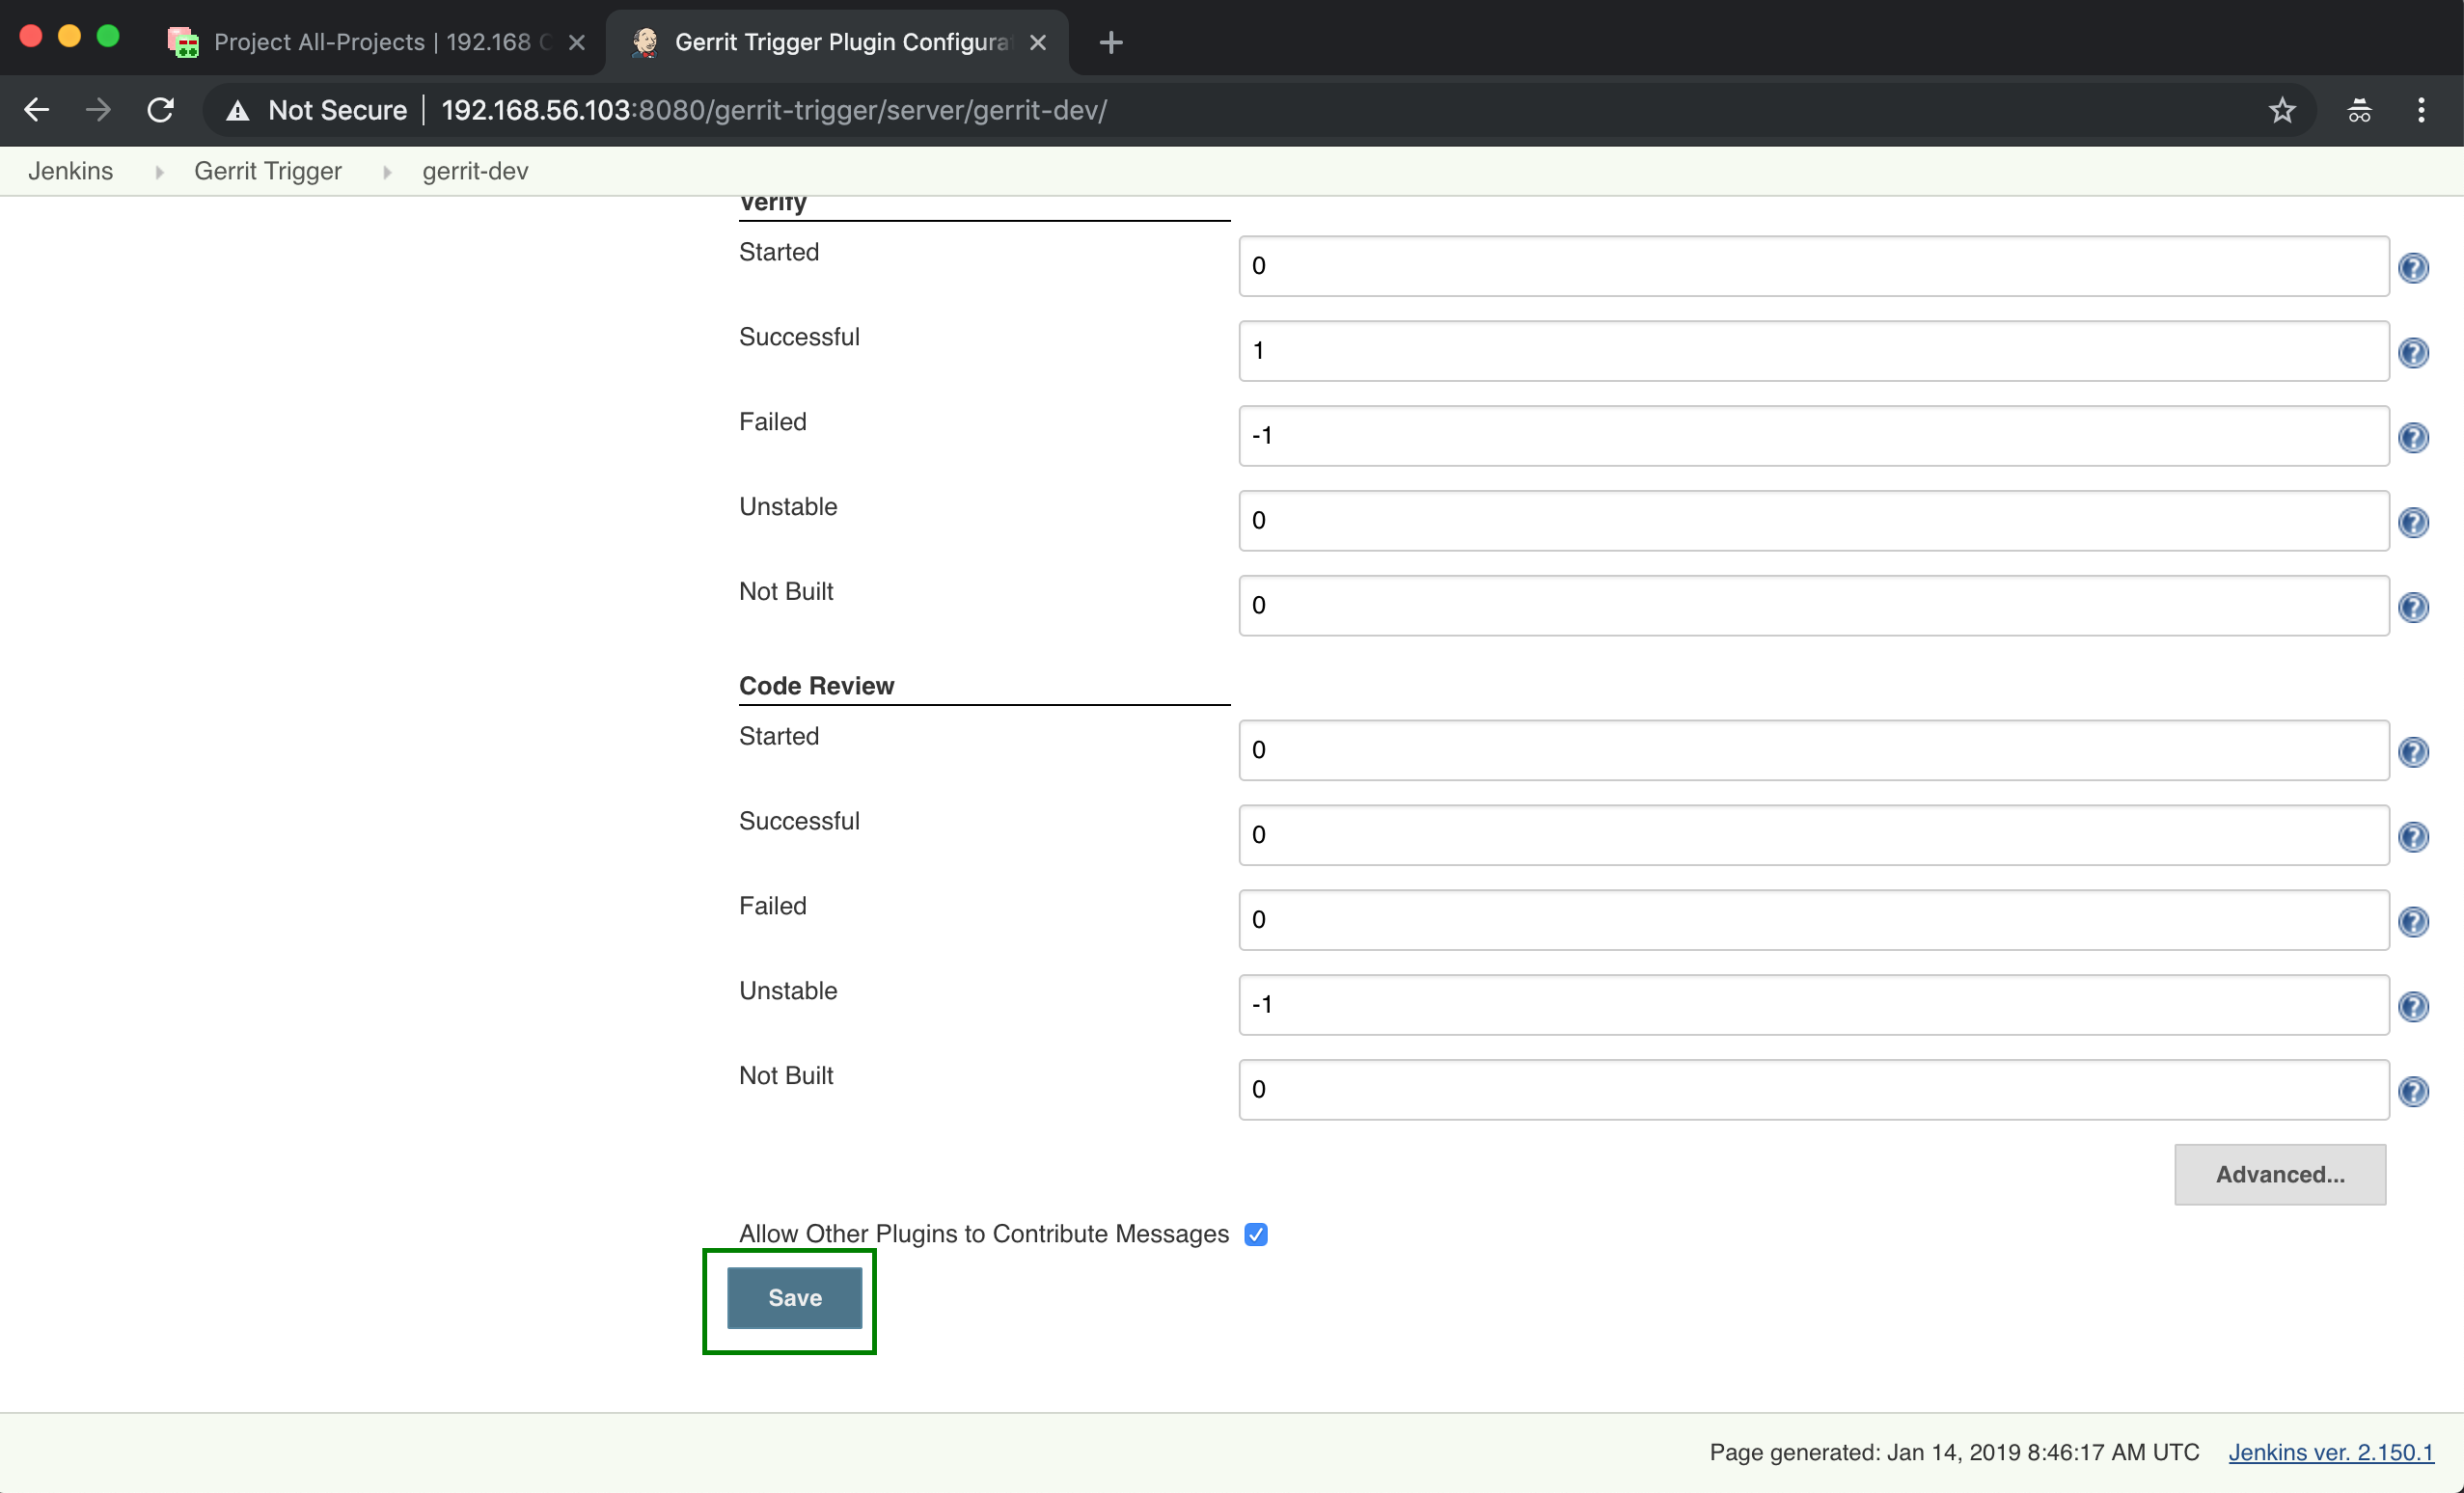 Project All-Projects | 192.168
Gerrit Trigger Plugin Configura
Not Secure | 192.168.56.103:8080/gerrit-trigger/server/gerrit-dev/
Jenkins Gerrit Trigger gerrit-dev
Verify
Started 0
Successful 1
Failed -1
Unstable 0
Not Built 0
Code Review
Started 0
Successful 0
Failed 0
Unstable -1
Not Built 0
Advanced...
Allow Other Plugins to Contribute Messages
Save
Page generated: Jan 14, 2019 8:46:17 AM UTC Jenkins ver. 2.150.1